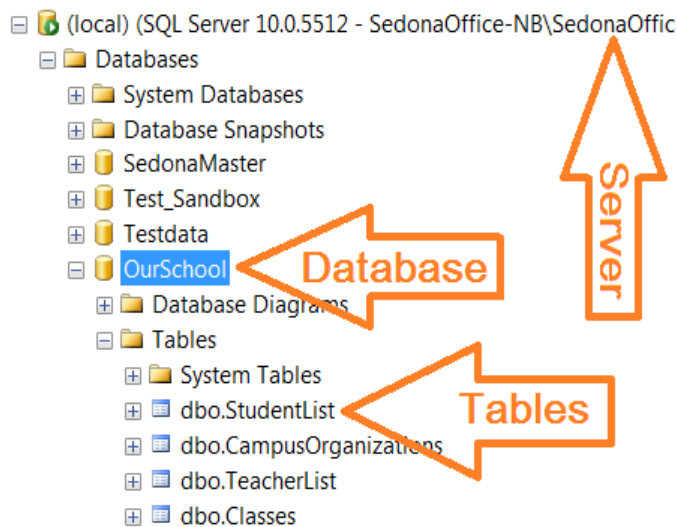 (local) (SQL Server 10.0.5512 - SedonaOffice-NB\SedonaOffic
Databases
System Databases
Database Snapshots
SedonaMaster
Test_Sandbox
Testdata
OurSchool
Database
Server
Database Diagrams
Tables
System Tables
dbo.StudentList
Tables
dbo.CampusOrganizations
dbo.TeacherList
dbo.Classes